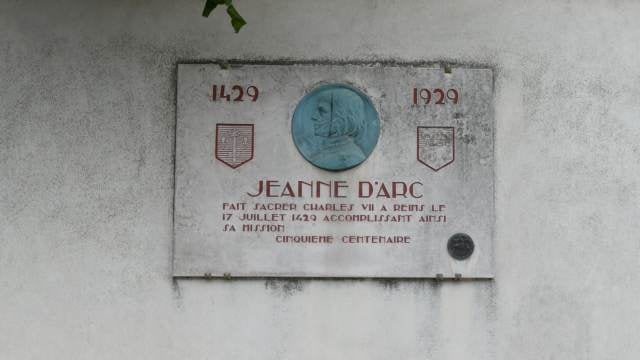 1429 1929
JEANNE D'ARC
FAIT SACRER CHARLES VII A REIMS LE
17 JUILLET 1429 ACCOMPLISSANT AINSI
SA MISSION
CINQUIEME CENTENAIRE